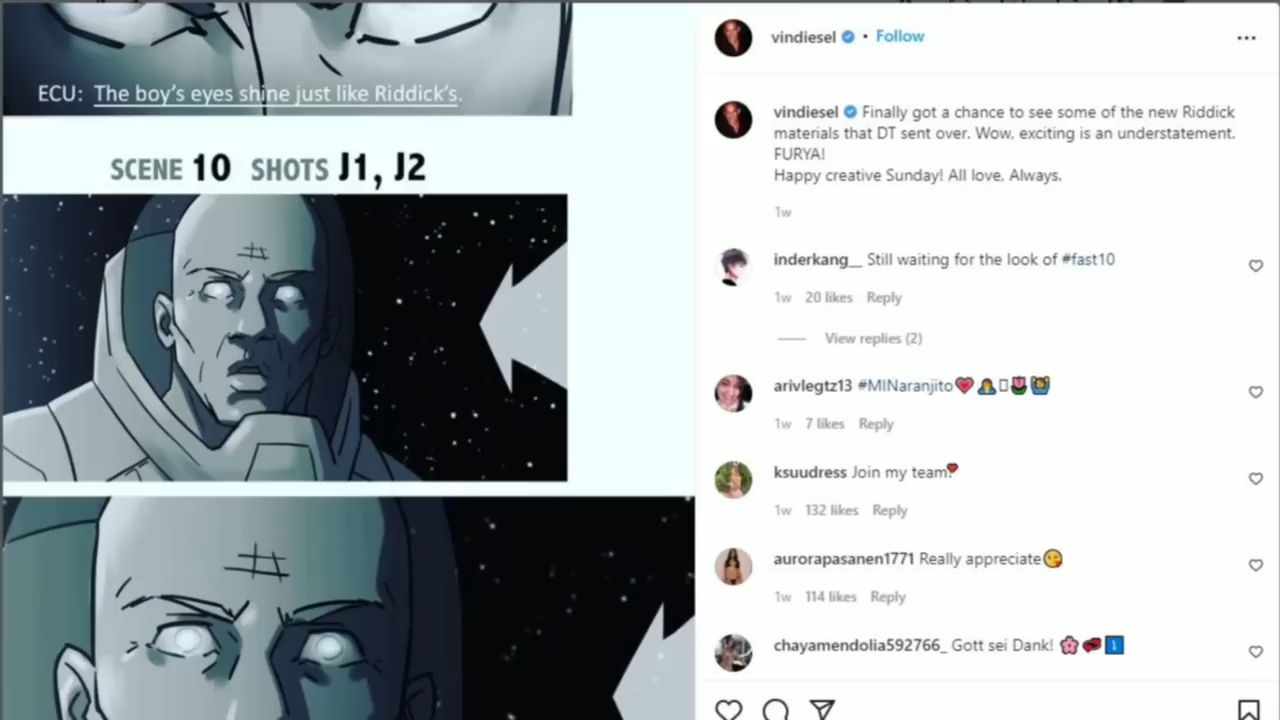 ECU: The boy's eyes shine just like Riddick's.
SCENE 10 SHOTS J1, J2
vindiesel • Follow
vindiesel Finally got a chance to see some of the new Riddick
materials that DT sent over. Wow, exciting is an understatement.
FURYA!
Happy creative Sunday! All love, Always.
1w
inderkang__ Still waiting for the look of #fast10
1w 20 likes Reply
View replies (2)
arivlegtz13 #MINaranjito
1w 7 likes Reply
ksuudress Join my team
1w 132 likes Reply
aurorapasanen1771 Really appreciate
1w 114 likes Reply
chayamendolia592766_ Gott sei Dank! 1